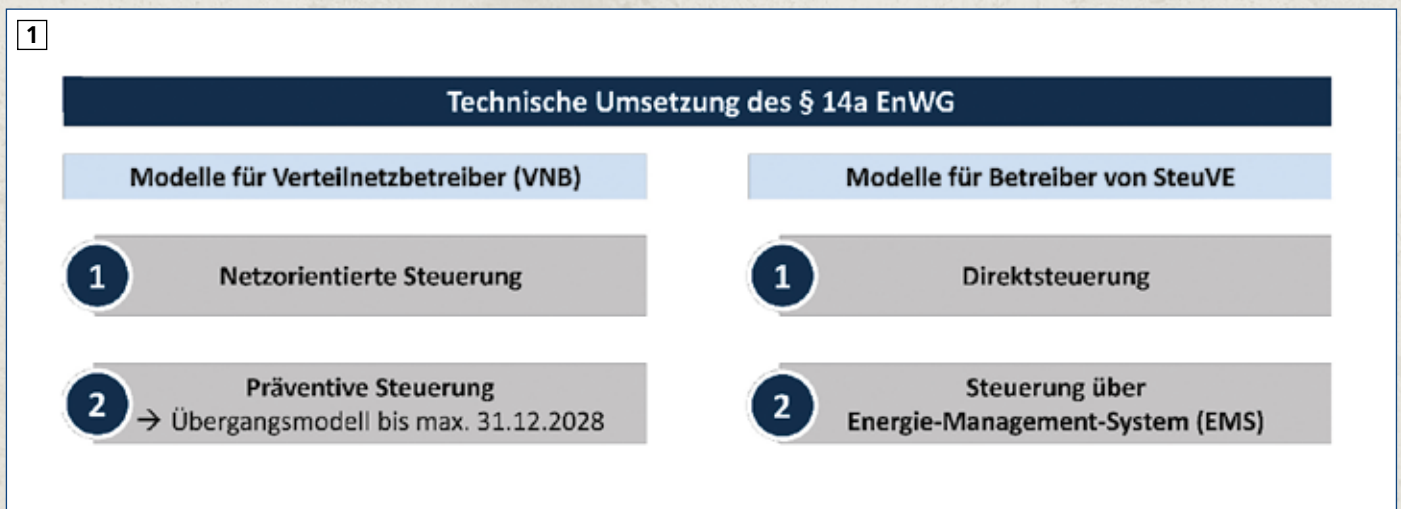 1
Technische Umsetzung des § 14a EnWG
Modelle für Verteilnetzbetreiber (VNB)
1
Netzorientierte Steuerung
2
Präventive Steuerung
→ Übergangsmodell bis max. 31.12.2028
Modelle für Betreiber von SteuVE
1
Direktsteuerung
2
Steuerung über
Energie-Management-System (EMS)